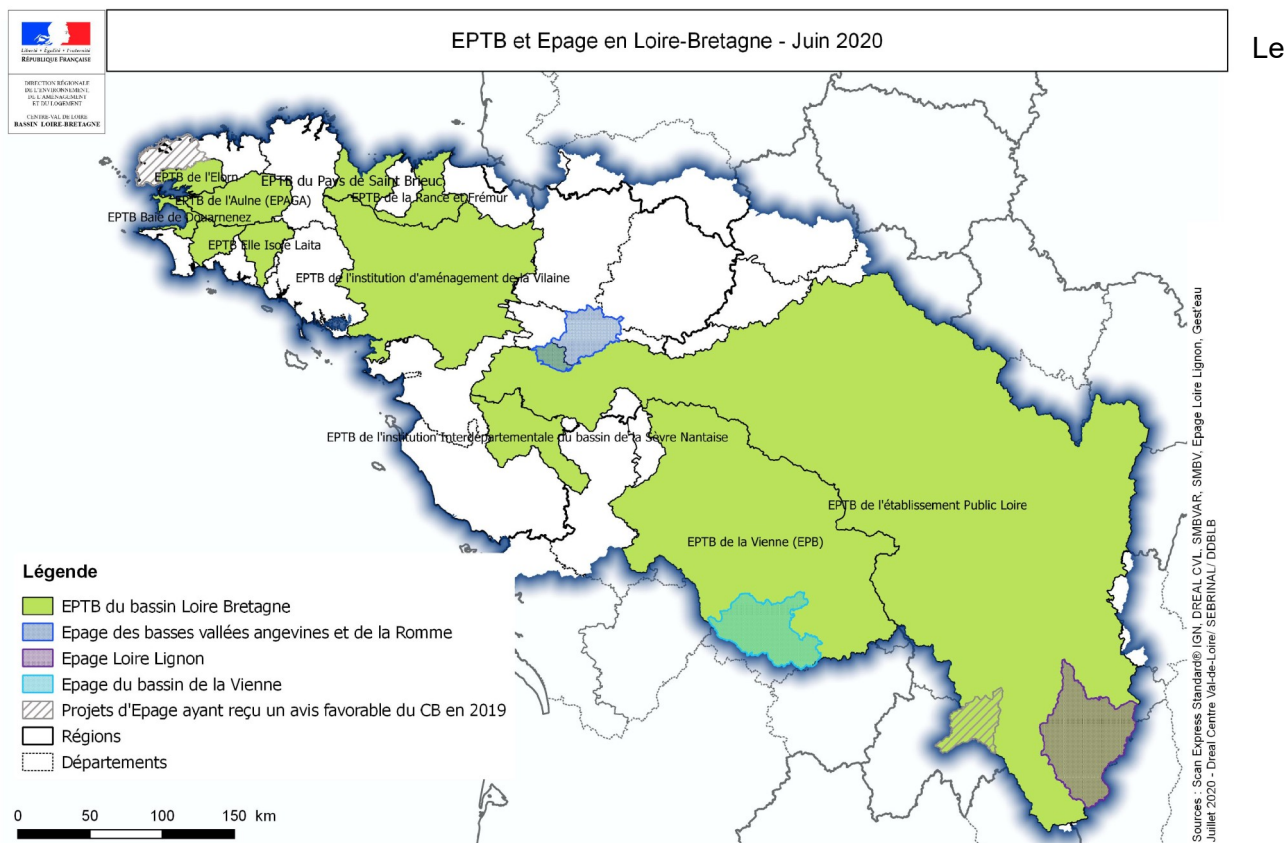 EPTB et Epage en Loire-Bretagne - Juin 2020
Le
Liberté • Égalité • Fraternité
RÉPUBLIQUE FRANÇAISE
DIRECTION RÉGIONALE
DE L'ENVIRONNEMENT,
DE L'AMÉNAGEMENT
ET DU LOGEMENT
CENTRE-VAL DE LOIRE
BASSIN LOIRE-BRETAGNE
EPTB de l'Elorn
EPTB du Pays de Saint Brieuc
EPTB de l'Aulne (EPAGA)
EPTB de la Rance et Frémur
EPTB Baie de Douarnenez
EPTB Elle Isole Laita
EPTB de l'institution d'aménagement de la Vilaine
EPTB de l'institution Interdépartementale du bassin de la Sèvre Nantaise
EPTB de l'établissement Public Loire
EPTB de la Vienne (EPB)
Légende
EPTB du bassin Loire Bretagne
Epage des basses vallées angevines et de la Romme
Epage Loire Lignon
Epage du bassin de la Vienne
Projets d'Epage ayant reçu un avis favorable du CB en 2019
Régions
Départements
0 50 100 150 km
Sources : Scan Express Standard® IGN, DREAL CVL, SMBVAR, SMBV, Epage Loire Lignon, Gesteau
Juillet 2020 - Dreal Centre Val-de-Loire/ SEBRINAL/ DDBLB